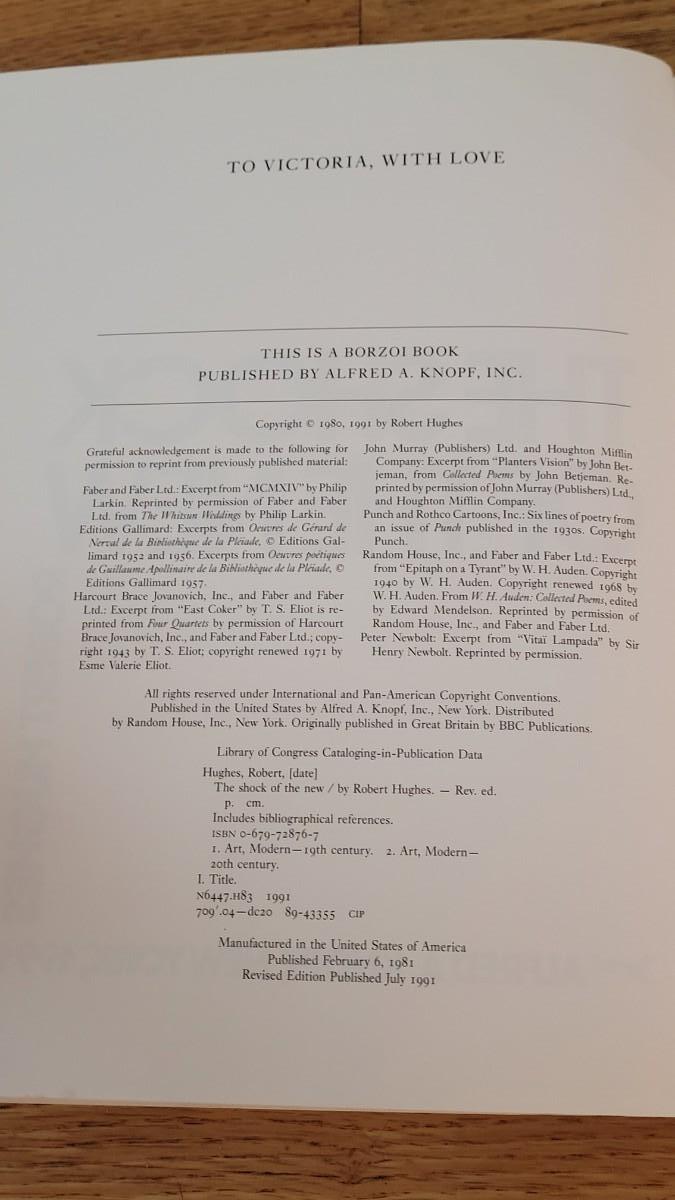 TO VICTORIA, WITH LOVE
THIS IS A BORZOI BOOK
PUBLISHED BY ALFRED A. KNOPF, INC.
Copyright © 1980, 1991 by Robert Hughes
Grateful acknowledgement is made to the following for
permission to reprint from previously published material:
Faber and Faber Ltd.: Excerpt from “MCMXIV” by Philip
Larkin. Reprinted by permission of Faber and Faber
Ltd. from The Whitsun Weddings by Philip Larkin.
Editions Gallimard: Excerpts from Oeuvres de Gérard de
Nerval de la Bibliothèque de la Pléiade, © Editions Gal-
limard 1952 and 1956. Excerpts from Oeuvres poétiques
de Guillaume Apollinaire de la Bibliothèque de la Pléiade, ©
Editions Gallimard 1957.
Harcourt Brace Jovanovich, Inc., and Faber and Faber
Ltd.: Excerpt from “East Coker” by T. S. Eliot is re-
printed from Four Quartets by permission of Harcourt
Brace Jovanovich, Inc., and Faber and Faber Ltd.; copy-
right 1943 by T. S. Eliot; copyright renewed 1971 by
Esme Valerie Eliot.
John Murray (Publishers) Ltd. and Houghton Mifflin
Company: Excerpt from “Planters Vision” by John Bet-
jeman, from Collected Poems by John Betjeman. Re-
printed by permission of John Murray (Publishers) Ltd.,
and Houghton Mifflin Company.
Punch and Rothco Cartoons, Inc.: Six lines of poetry from
an issue of Punch published in the 1930s. Copyright
Punch.
Random House, Inc., and Faber and Faber Ltd.: Excerpt
from “Epitaph on a Tyrant” by W. H. Auden. Copyright
1940 by W. H. Auden. Copyright renewed 1968 by
W. H. Auden. From W. H. Auden: Collected Poems, edited
by Edward Mendelson. Reprinted by permission of
Random House, Inc., and Faber and Faber Ltd.
Peter Newbolt: Excerpt from “Vitaï Lampada” by Sir
Henry Newbolt. Reprinted by permission.
All rights reserved under International and Pan-American Copyright Conventions.
Published in the United States by Alfred A. Knopf, Inc., New York. Distributed
by Random House, Inc., New York. Originally published in Great Britain by BBC Publications.
Library of Congress Cataloging-in-Publication Data
Hughes, Robert, [date]
The shock of the new / by Robert Hughes. — Rev. ed.
p. cm.
Includes bibliographical references.
ISBN 0-679-72876-7
1. Art, Modern—19th century. 2. Art, Modern—
20th century.
I. Title.
N6447.H83 1991
709'.04—dc20 89-43355 CIP
Manufactured in the United States of America
Published February 6, 1981
Revised Edition Published July 1991